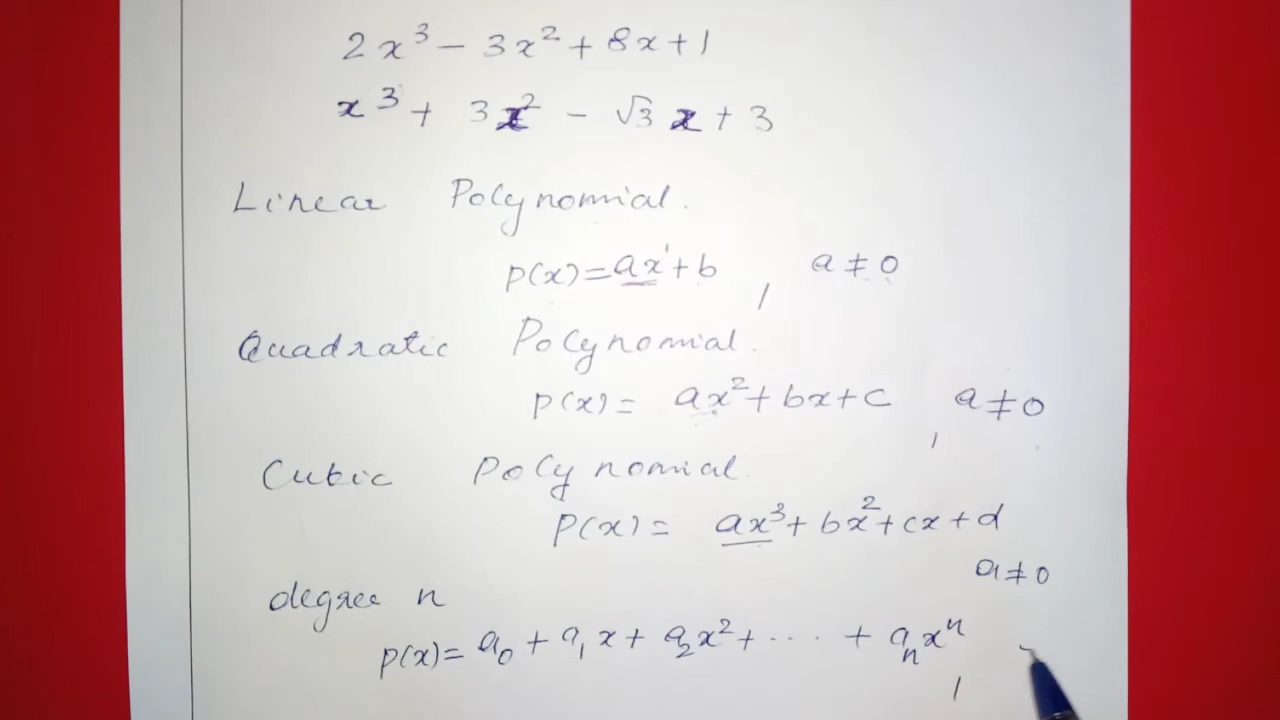 2x³ - 3x² + 8x + 1
x³ + 3x² - √3 x + 3
Linear Polynomial.
p(x) = ax¹ + b , a ≠ 0
Quadratic Polynomial.
p(x) = ax² + bx + c , a ≠ 0
Cubic Polynomial.
p(x) = ax³ + bx² + cx + d
a ≠ 0
degree n
p(x) = a₀ + a₁x + a₂x² + .... + aₙxⁿ ,